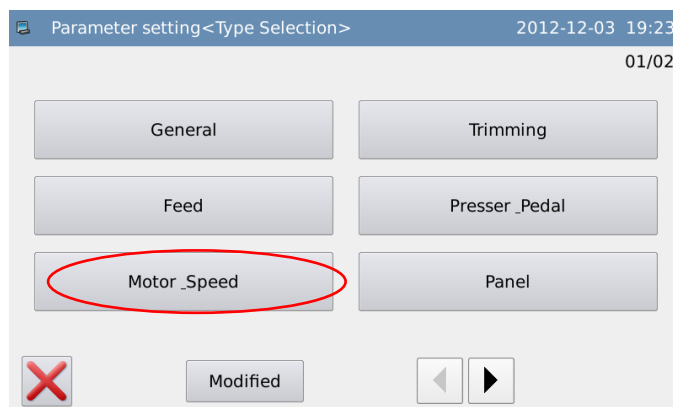 Parameter setting<Type Selection> 2012-12-03 19:23
01/02
General Trimming
Feed Presser _Pedal
Motor _Speed Panel
Modified